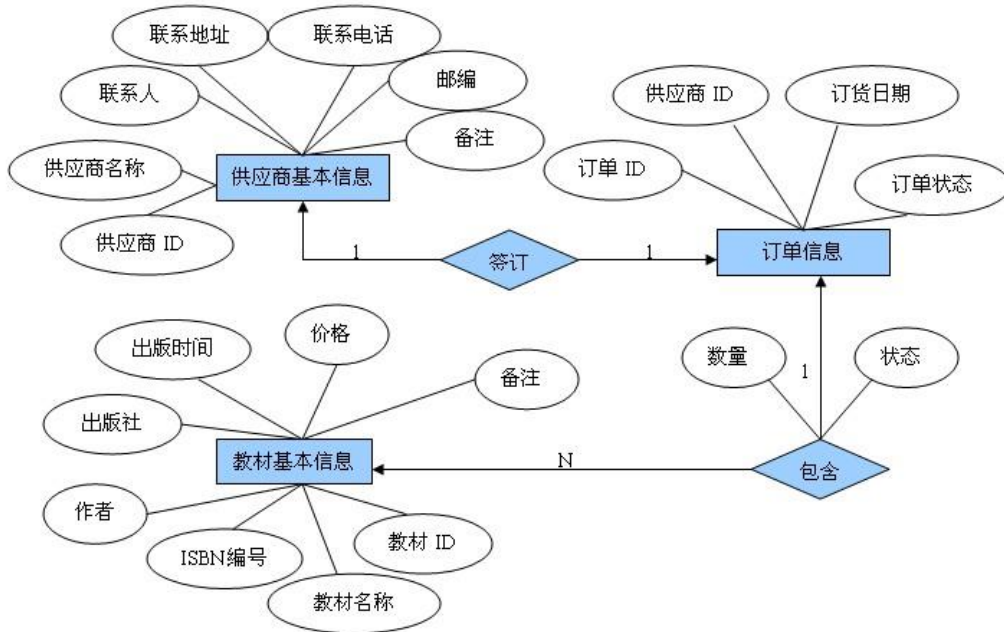 联系地址
联系电话
联系人
邮编
备注
供应商名称
供应商基本信息
供应商 ID
供应商 ID
订货日期
订单 ID
订单状态
订单信息
1
签订
1
出版时间
价格
备注
出版社
教材基本信息
作者
ISBN编号
教材名称
教材 ID
数量
状态
1
N
包含